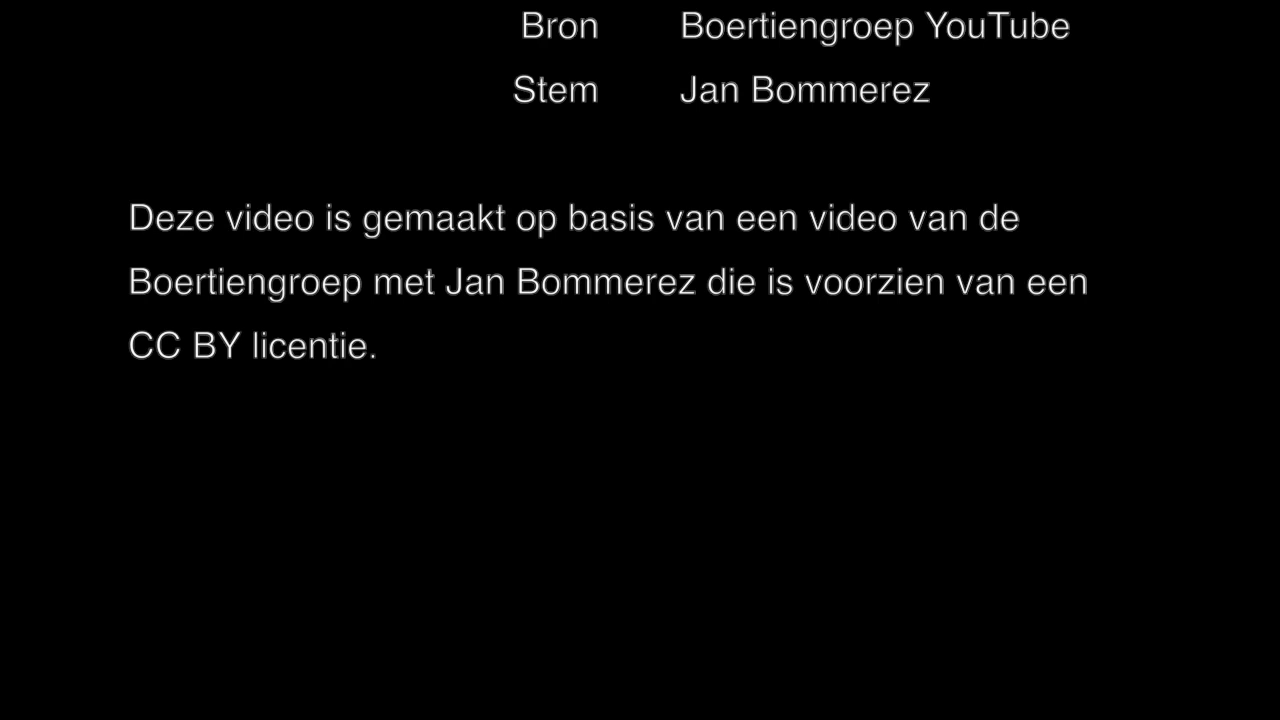 Bron Boertiengroep YouTube
Stem Jan Bommerez
Deze video is gemaakt op basis van een video van de
Boertiengroep met Jan Bommerez die is voorzien van een
CC BY licentie.